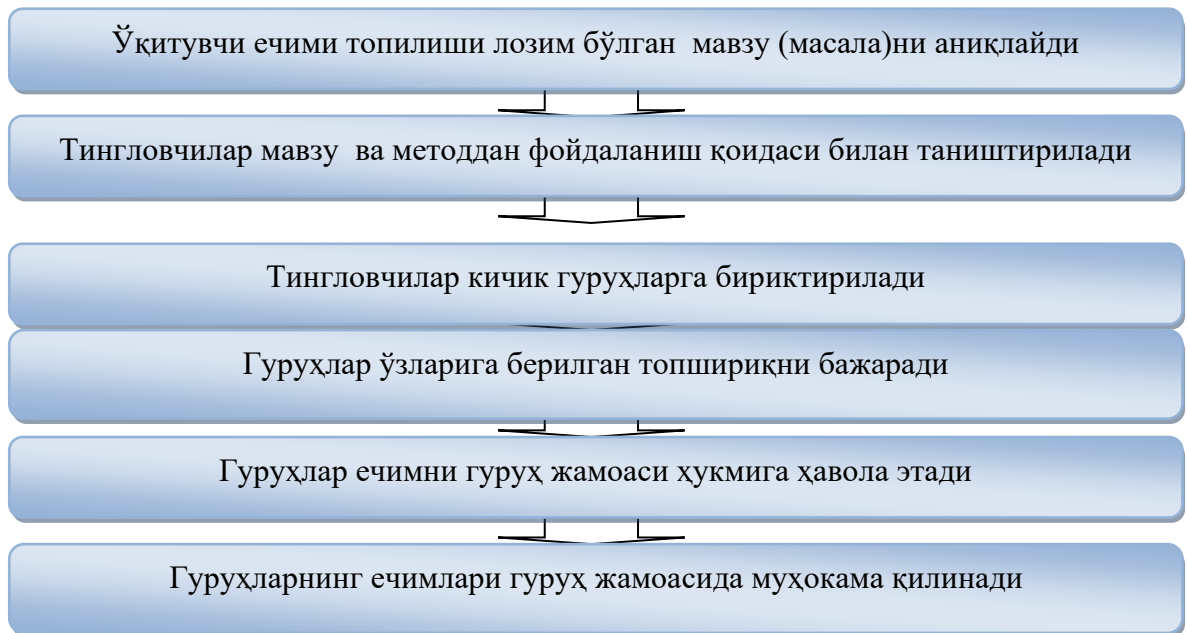 Ўқитувчи ечими топилиши лозим бўлган  мавзу (масала)ни аниқлайди
Тингловчилар мавзу  ва методдан фойдаланиш қоидаси билан таништирилади
Тингловчилар кичик гуруҳларга бириктирилади
Гуруҳлар ўзларига берилган топшириқни бажаради
Гуруҳлар ечимни гуруҳ жамоаси ҳукмига ҳавола этади
Гуруҳларнинг ечимлари гуруҳ жамоасида муҳокама қилинади